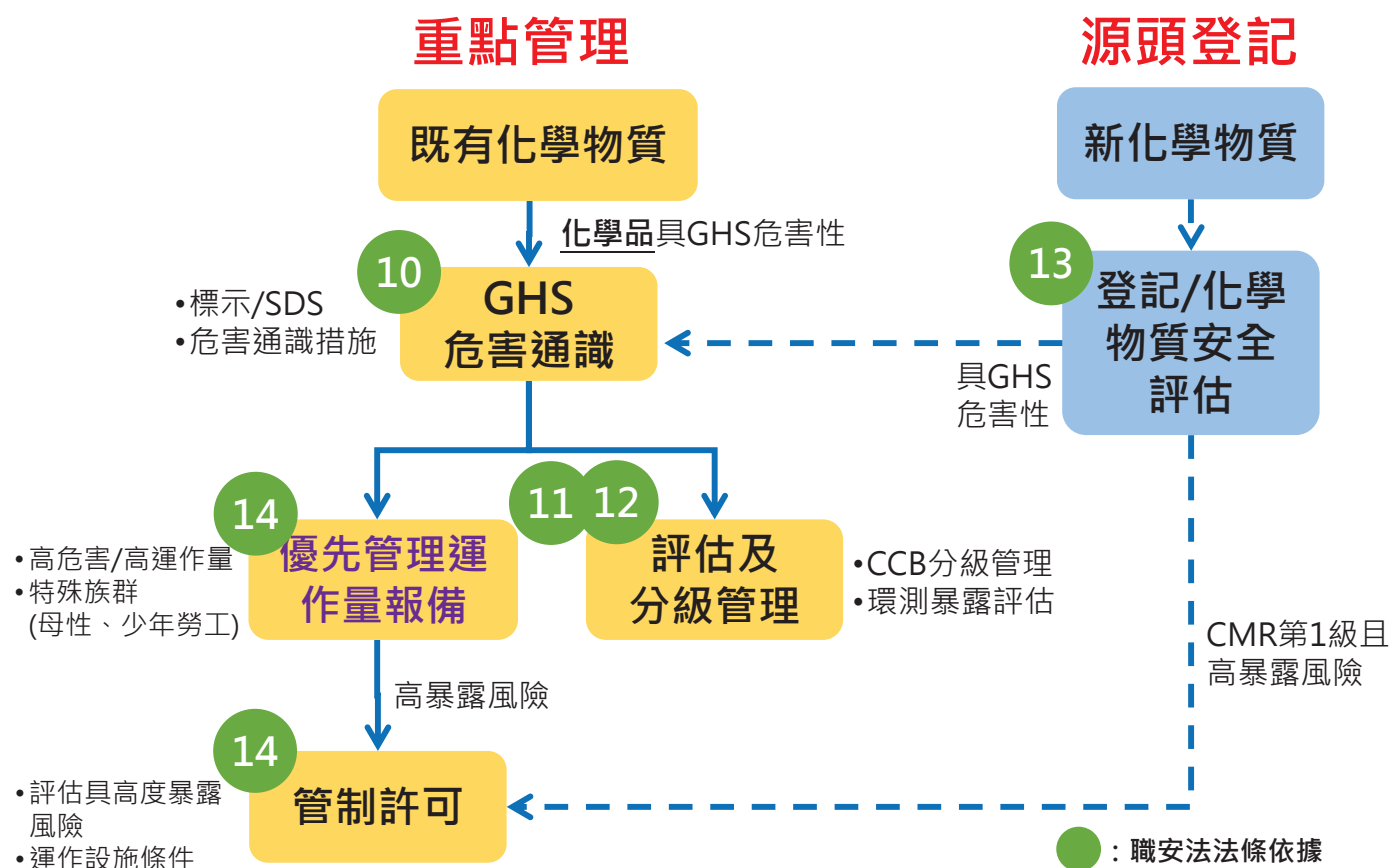 重點管理
源頭登記
既有化學物質
新化學物質
化學品具GHS危害性
10
GHS
危害通識
•標示/SDS
•危害通識措施
13
登記/化學
物質安全
評估
具GHS
危害性
14
優先管理運
作量報備
•高危害/高運作量
•特殊族群
(母性、少年勞工)
11
12
評估及
分級管理
•CCB分級管理
•環測暴露評估
CMR第1級且
高暴露風險
高暴露風險
14
管制許可
•評估具高度暴露
風險
•運作設施條件
：職安法法條依據